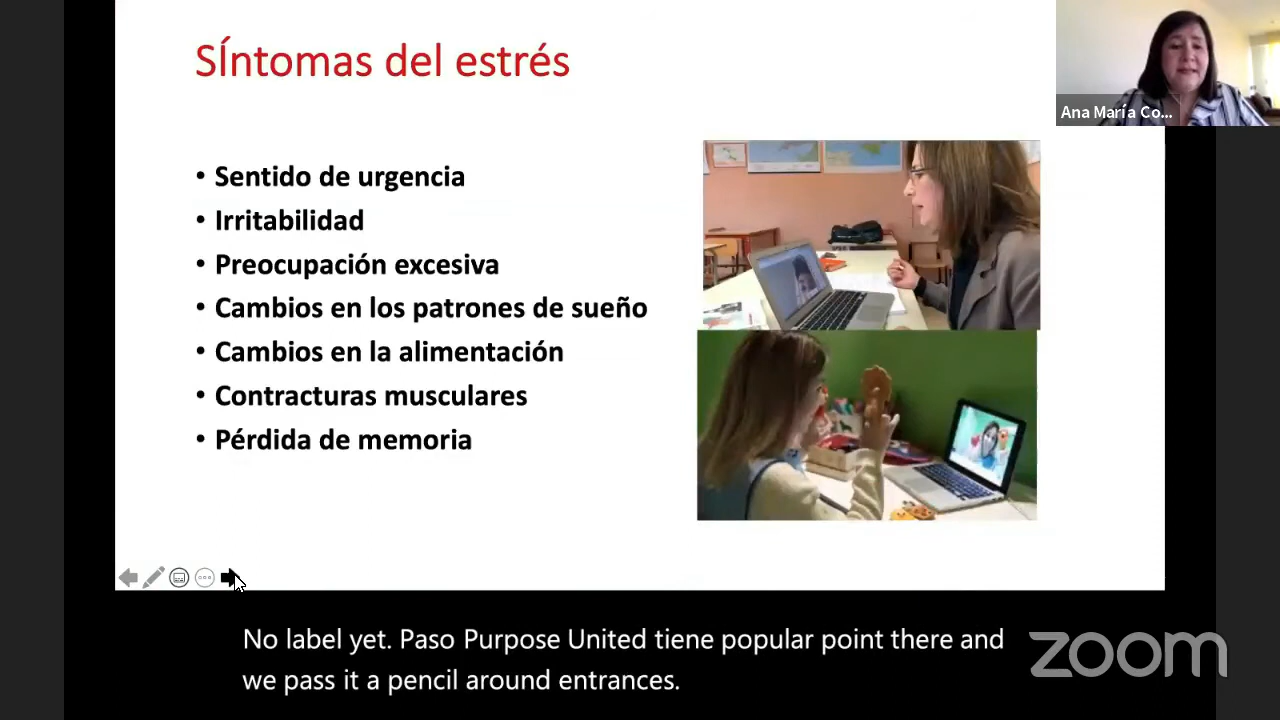 SÍntomas del estrés
Ana María Co...
• Sentido de urgencia
• Irritabilidad
• Preocupación excesiva
• Cambios en los patrones de sueño
• Cambios en la alimentación
• Contracturas musculares
• Pérdida de memoria
No label yet. Paso Purpose United tiene popular point there and
we pass it a pencil around entrances.
zoom